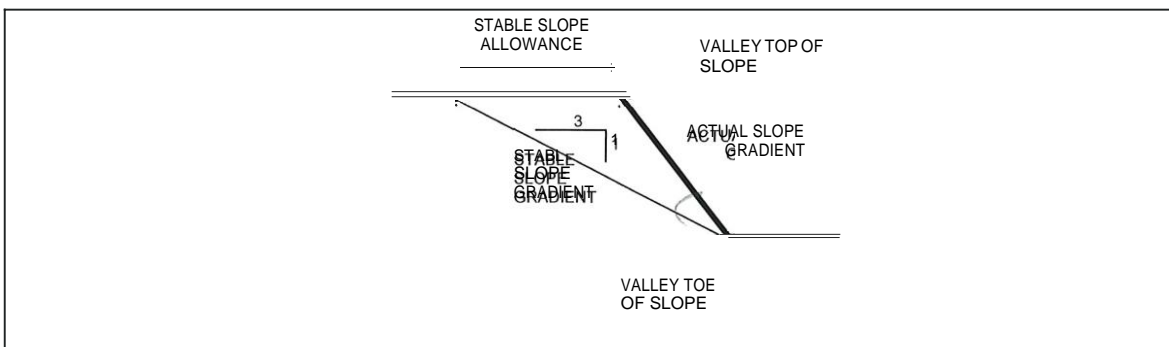 STABLE SLOPE
ALLOWANCE
VALLEY TOP OF
SLOPE
3
1
ACTUAL SLOPE
GRADIENT
STABLE
SLOPE
GRADIENT
VALLEY TOE
OF SLOPE